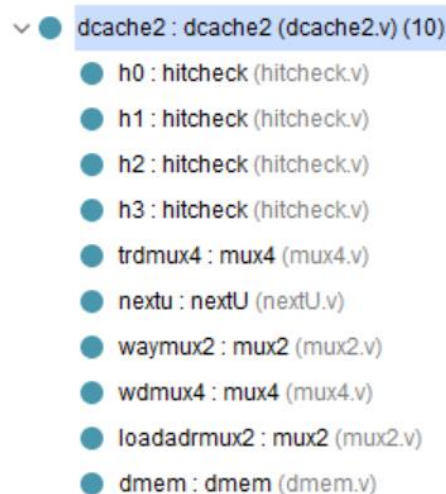 dcache2 : dcache2 (dcache2.v) (10)
h0 : hitcheck (hitcheck.v)
h1 : hitcheck (hitcheck.v)
h2 : hitcheck (hitcheck.v)
h3 : hitcheck (hitcheck.v)
trdmux4 : mux4 (mux4.v)
nextu : nextU (nextU.v)
waymux2 : mux2 (mux2.v)
wdmux4 : mux4 (mux4.v)
loadadrmux2 : mux2 (mux2.v)
dmem : dmem (dmem.v)